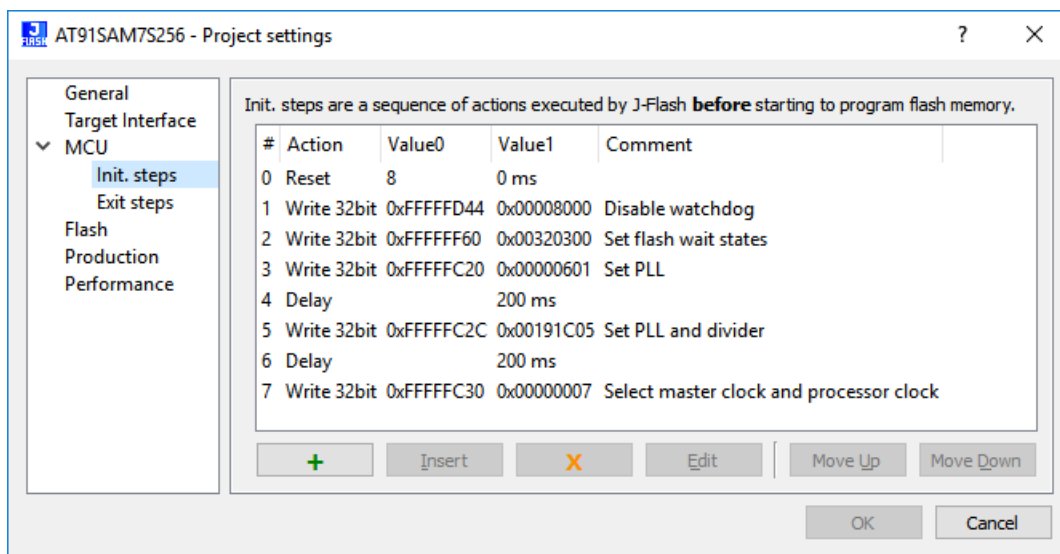 J FLASH AT91SAM7S256 - Project settings ?
General
Target Interface
MCU
Init. steps
Exit steps
Flash
Production
Performance
Init. steps are a sequence of actions executed by J-Flash before starting to program flash memory.
# Action Value0 Value1 Comment
0 Reset 8 0 ms
1 Write 32bit 0xFFFFFD44 0x00008000 Disable watchdog
2 Write 32bit 0xFFFFFF60 0x00320300 Set flash wait states
3 Write 32bit 0xFFFFFC20 0x00000601 Set PLL
4 Delay 200 ms
5 Write 32bit 0xFFFFFC2C 0x00191C05 Set PLL and divider
6 Delay 200 ms
7 Write 32bit 0xFFFFFC30 0x00000007 Select master clock and processor clock
+ Insert X Edit Move Up Move Down
OK Cancel